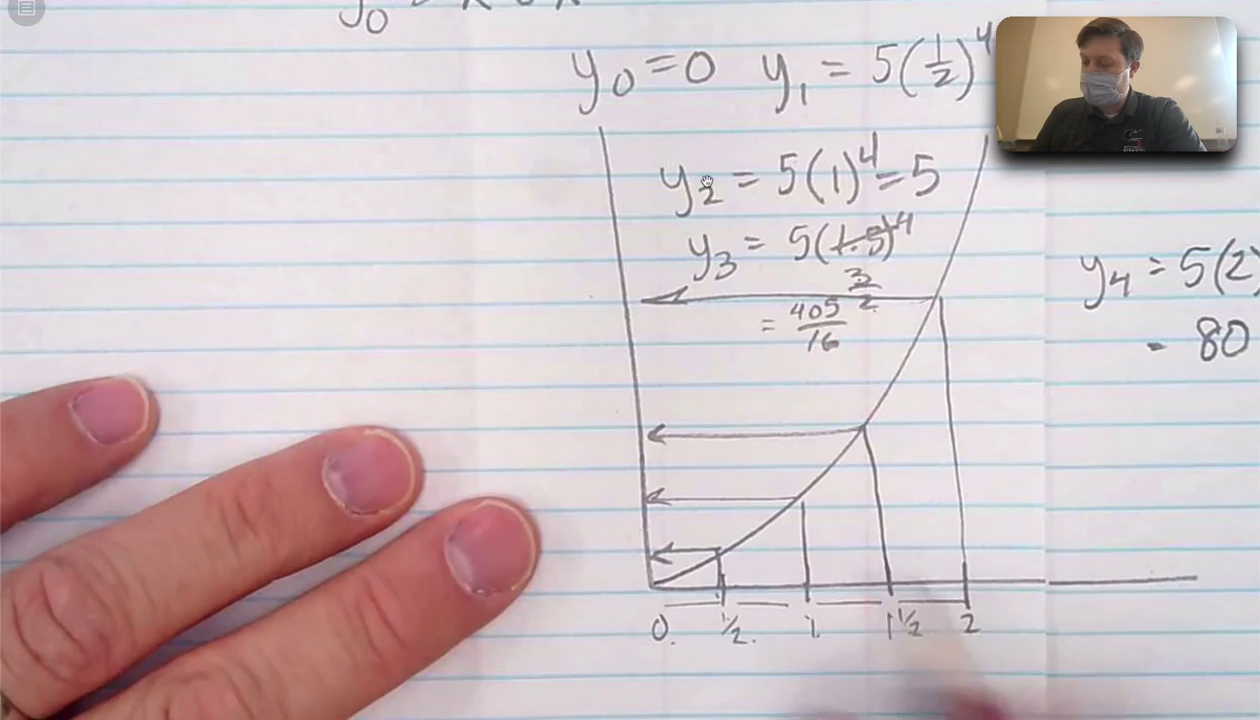 y₀ = 0 y₁ = 5(1/2)⁴
y₂ = 5(1)⁴ = 5
y₃ = 5(1.5)⁴
3/2
= 405/16
y₄ = 5(2)
= 80
0 1/2 1 1 1/2 2